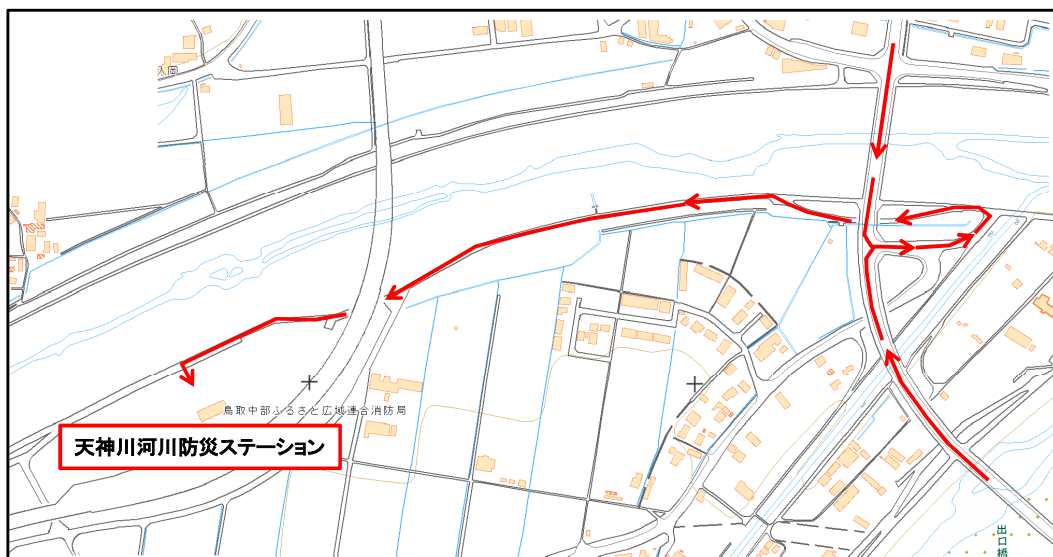 入岡
鳥取中部ふるさと広域連合消防局
天神川河川防災ステーション
出口橋